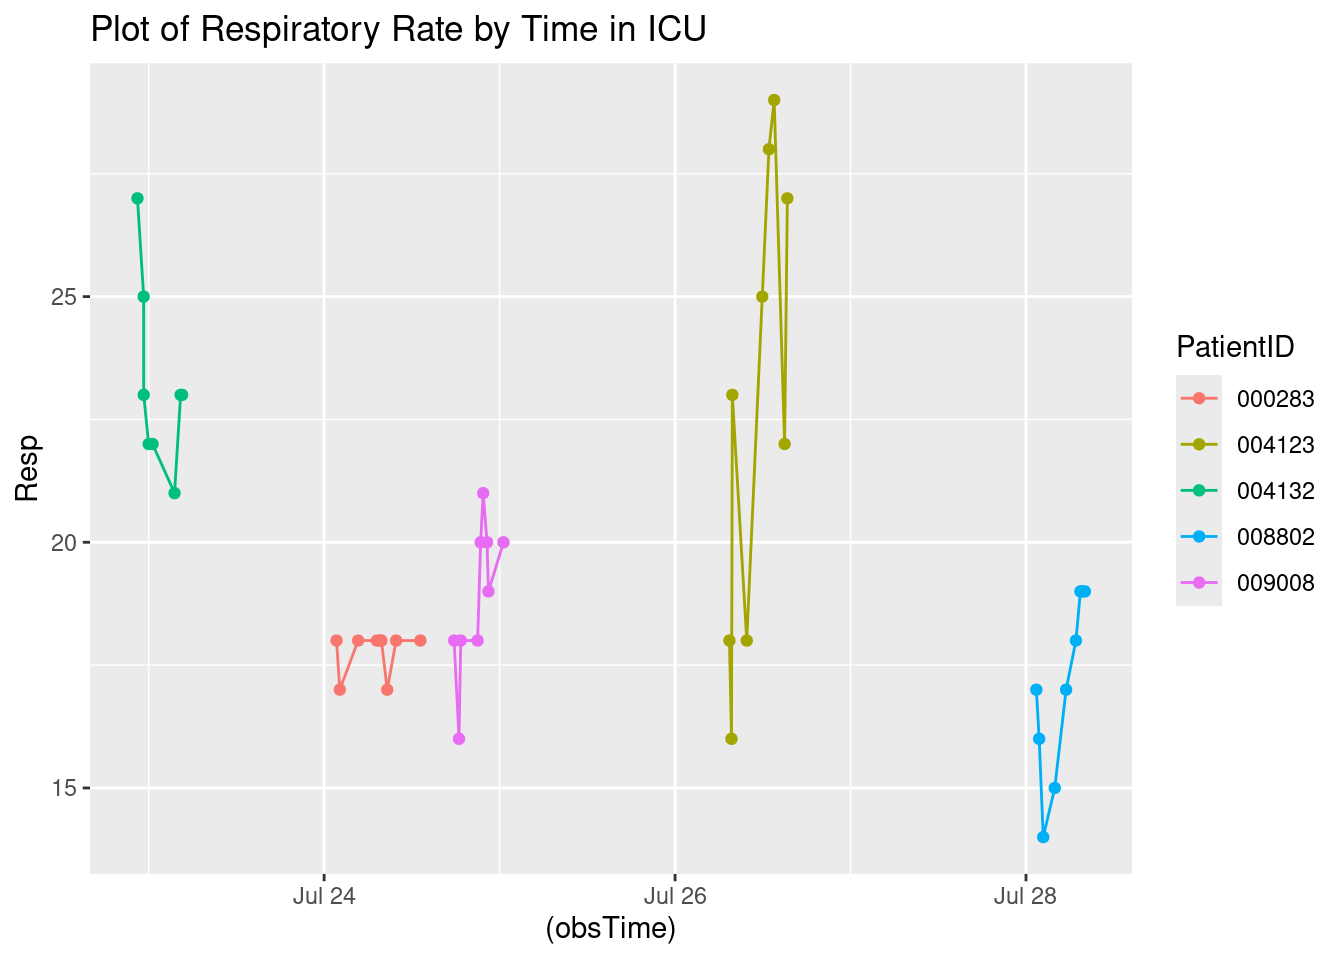 Plot of Respiratory Rate by Time in ICU
Resp
25
20
15
Jul 24
Jul 26
Jul 28
(obsTime)
PatientID
000283
004123
004132
008802
009008